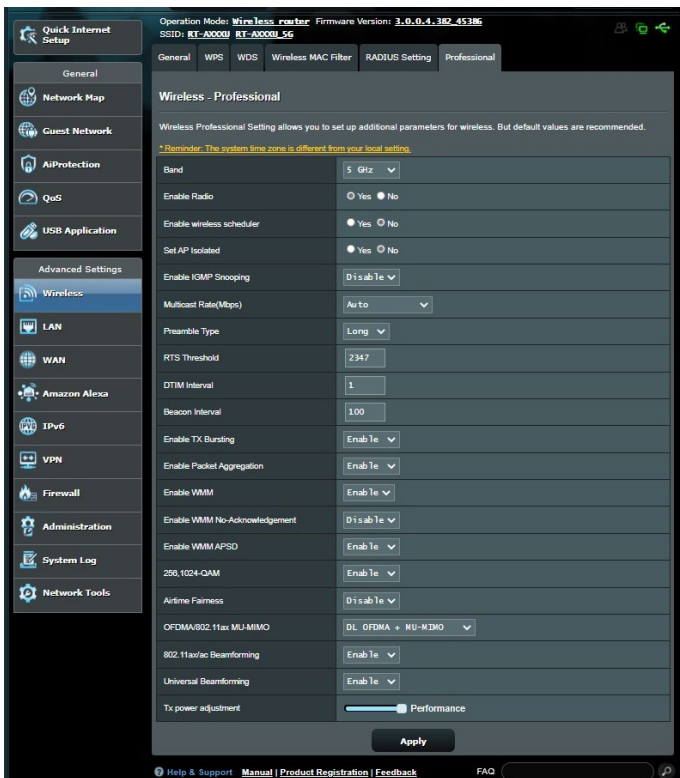 Quick Internet
Setup
General
Network Map
Guest Network
AiProtection
QoS
USB Application
Advanced Settings
Wireless
LAN
WAN
Amazon Alexa
IPv6
VPN
Firewall
Administration
System Log
Network Tools
Operation Mode: Wireless router Firmware Version: 3.0.0.4.382_45386
SSID: RT-AXXXU RT-AXXXU_5G
General WPS WDS Wireless MAC Filter RADIUS Setting Professional
Wireless - Professional
Wireless Professional Setting allows you to set up additional parameters for wireless. But default values are recommended.
* Reminder: The system time zone is different from your local setting.
Band 5 GHz
Enable Radio Yes No
Enable wireless scheduler Yes No
Set AP Isolated Yes No
Enable IGMP Snooping Disable
Multicast Rate(Mbps) Auto
Preamble Type Long
RTS Threshold 2347
DTIM Interval 1
Beacon Interval 100
Enable TX Bursting Enable
Enable Packet Aggregation Enable
Enable WMM Enable
Enable WMM No-Acknowledgement Disable
Enable WMM APSD Enable
256,1024-QAM Enable
Airtime Fairness Disable
OFDMA/802.11ax MU-MIMO DL OFDMA + MU-MIMO
802.11ax/ac Beamforming Enable
Universal Beamforming Enable
Tx power adjustment Performance
Apply
Help & Support Manual | Product Registration | Feedback FAQ